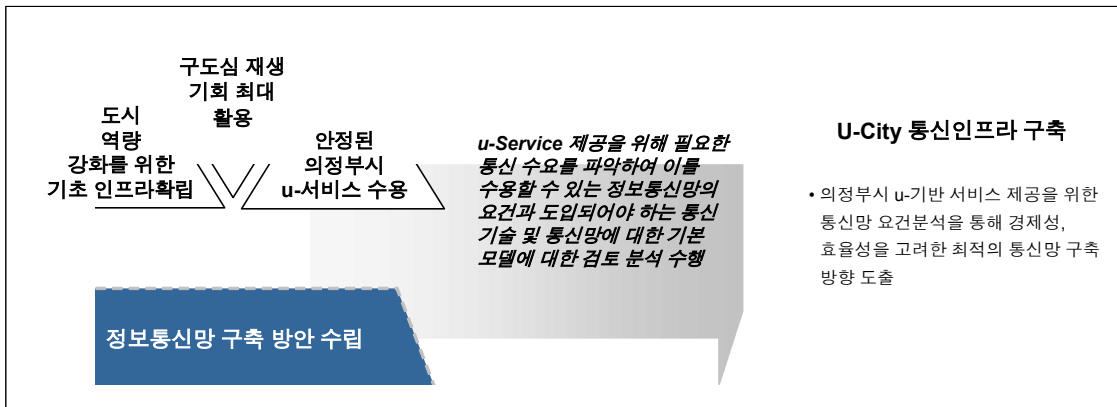 구도심 재생
기회 최대
활용
도시
역량
강화를 위한
기초 인프라확립
안정된
의정부시
u-서비스 수용
정보통신망 구축 방안 수립
u-Service 제공을 위해 필요한
통신 수요를 파악하여 이를
수용할 수 있는 정보통신망의
요건과 도입되어야 하는 통신
기술 및 통신망에 대한 기본
모델에 대한 검토 분석 수행
U-City 통신인프라 구축
• 의정부시 u-기반 서비스 제공을 위한
통신망 요건분석을 통해 경제성,
효율성을 고려한 최적의 통신망 구축
방향 도출